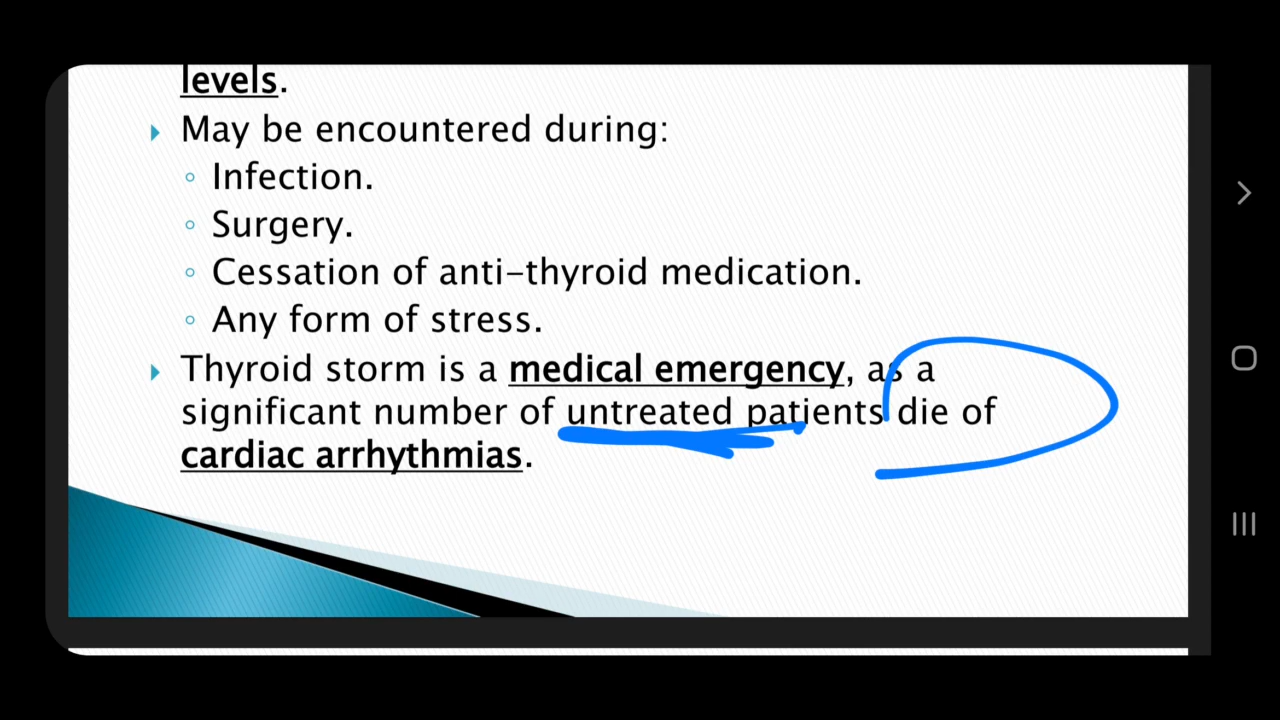 levels.
May be encountered during:
Infection.
Surgery.
Cessation of anti-thyroid medication.
Any form of stress.
Thyroid storm is a medical emergency, as a
significant number of untreated patients die of
cardiac arrhythmias.